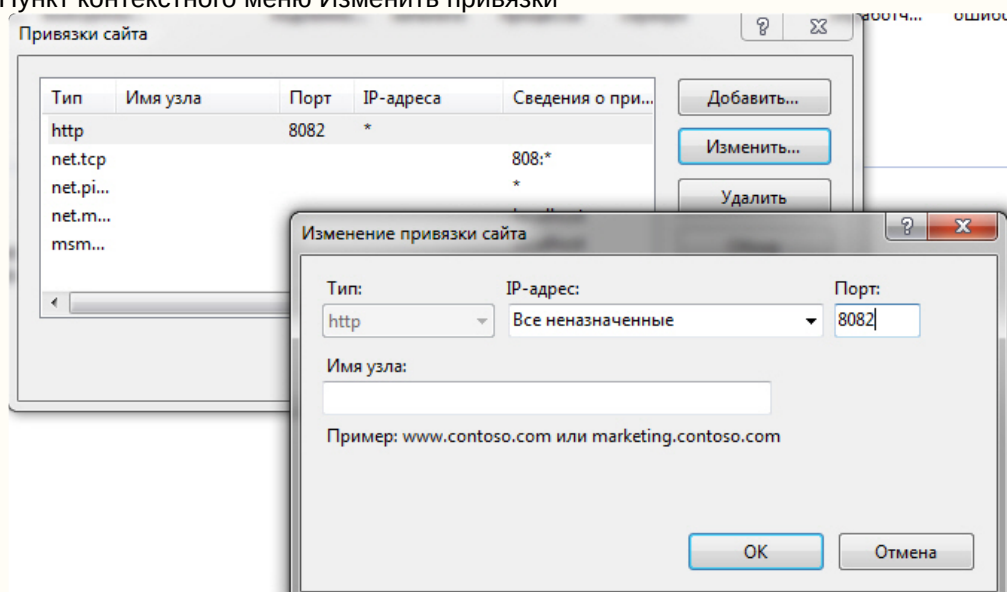 Пункт контекстного меню Изменить привязки
Привязки сайта
Тип Имя узла Порт IP-адреса Сведения о при...
http 8082 *
net.tcp 808:*
net.pi... *
net.m...
msm...
Добавить...
Изменить...
Удалить
Изменение привязки сайта
Тип: IP-адрес: Порт:
http Все неназначенные 8082
Имя узла:
Пример: www.contoso.com или marketing.contoso.com
OK Отмена